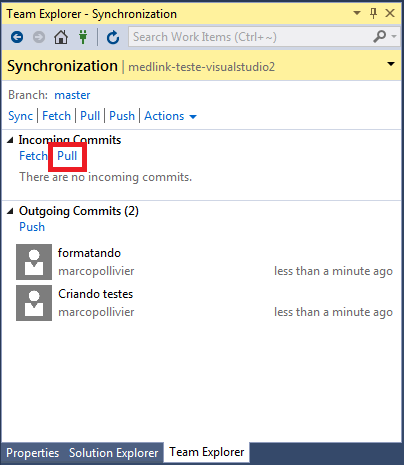 Team Explorer - Synchronization
Search Work Items (Ctrl+~)
Synchronization | medlink-teste-visualstudio2
Branch: master
Sync | Fetch | Pull | Push | Actions
Incoming Commits
Fetch Pull
There are no incoming commits.
Outgoing Commits (2)
Push
formatando
marcopollivier less than a minute ago
Criando testes
marcopollivier less than a minute ago
Properties Solution Explorer Team Explorer